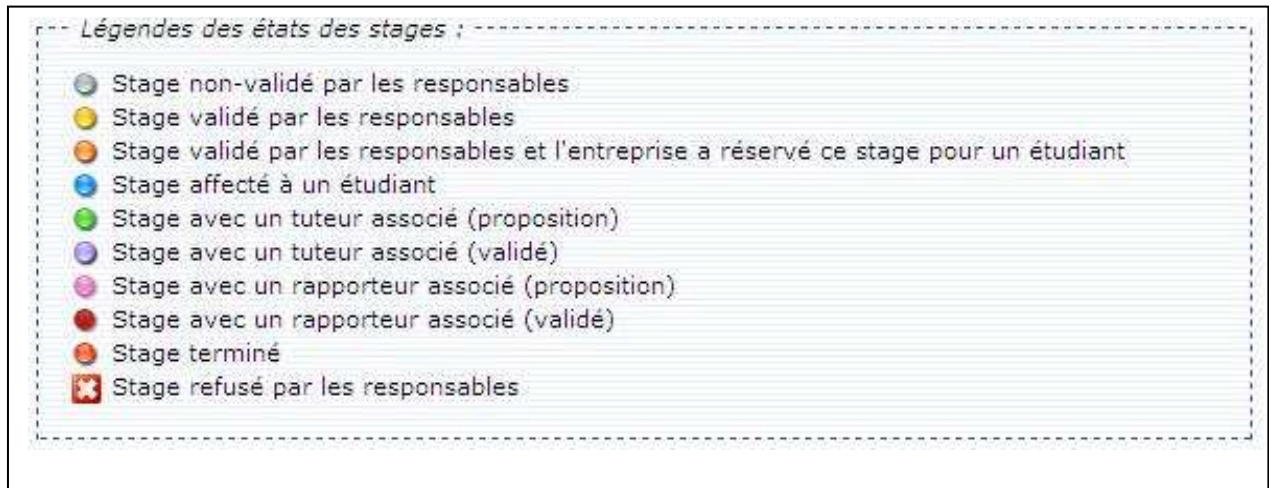 Légendes des états des stages :
Stage non-validé par les responsables
Stage validé par les responsables
Stage validé par les responsables et l'entreprise a réservé ce stage pour un étudiant
Stage affecté à un étudiant
Stage avec un tuteur associé (proposition)
Stage avec un tuteur associé (validé)
Stage avec un rapporteur associé (proposition)
Stage avec un rapporteur associé (validé)
Stage terminé
Stage refusé par les responsables